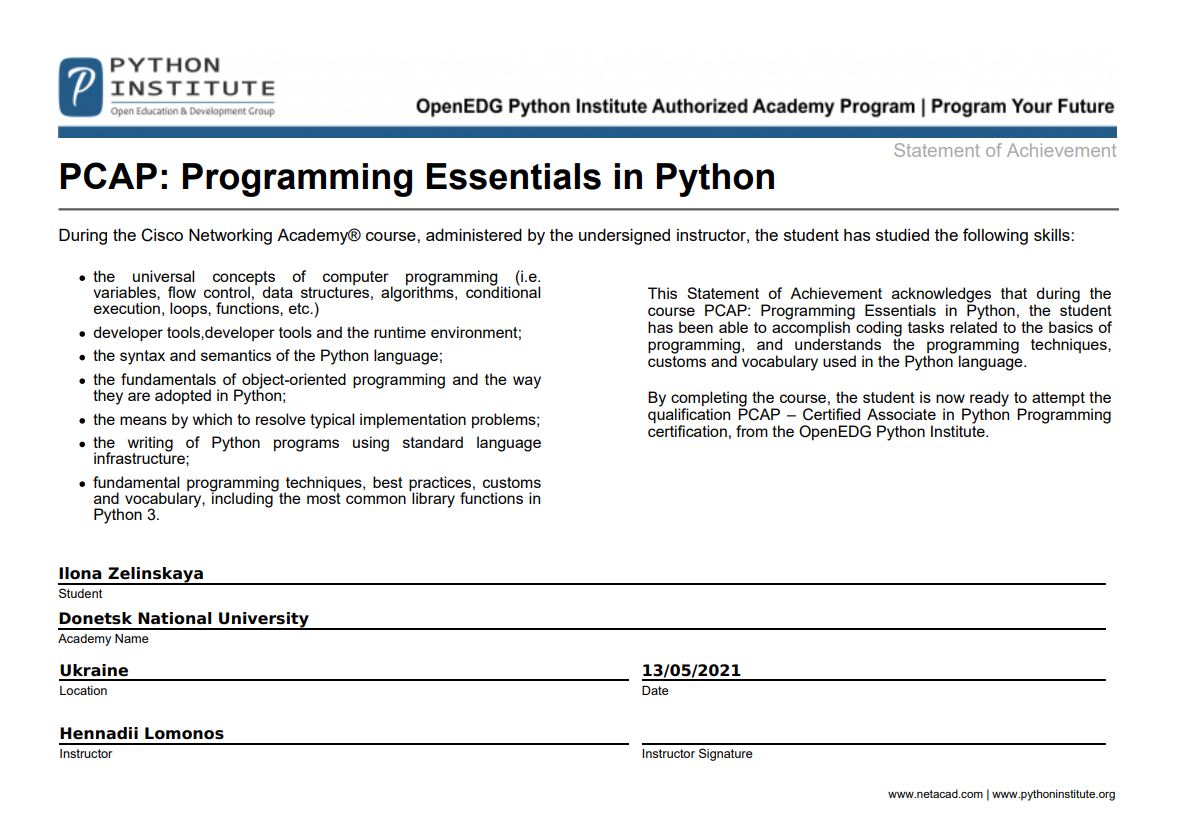 PYTHON
INSTITUTE
Open Education & Development Group
OpenEDG Python Institute Authorized Academy Program | Program Your Future
Statement of Achievement
PCAP: Programming Essentials in Python
During the Cisco Networking Academy® course, administered by the undersigned instructor, the student has studied the following skills:
• the universal concepts of computer programming (i.e.
variables, flow control, data structures, algorithms, conditional
execution, loops, functions, etc.)
• developer tools,developer tools and the runtime environment;
• the syntax and semantics of the Python language;
• the fundamentals of object-oriented programming and the way
they are adopted in Python;
• the means by which to resolve typical implementation problems;
• the writing of Python programs using standard language
infrastructure;
• fundamental programming techniques, best practices, customs
and vocabulary, including the most common library functions in
Python 3.
This Statement of Achievement acknowledges that during the
course PCAP: Programming Essentials in Python, the student
has been able to accomplish coding tasks related to the basics of
programming, and understands the programming techniques,
customs and vocabulary used in the Python language.
By completing the course, the student is now ready to attempt the
qualification PCAP – Certified Associate in Python Programming
certification, from the OpenEDG Python Institute.
Ilona Zelinskaya
Student
Donetsk National University
Academy Name
Ukraine
Location
13/05/2021
Date
Hennadii Lomonos
Instructor
Instructor Signature
www.netacad.com | www.pythoninstitute.org